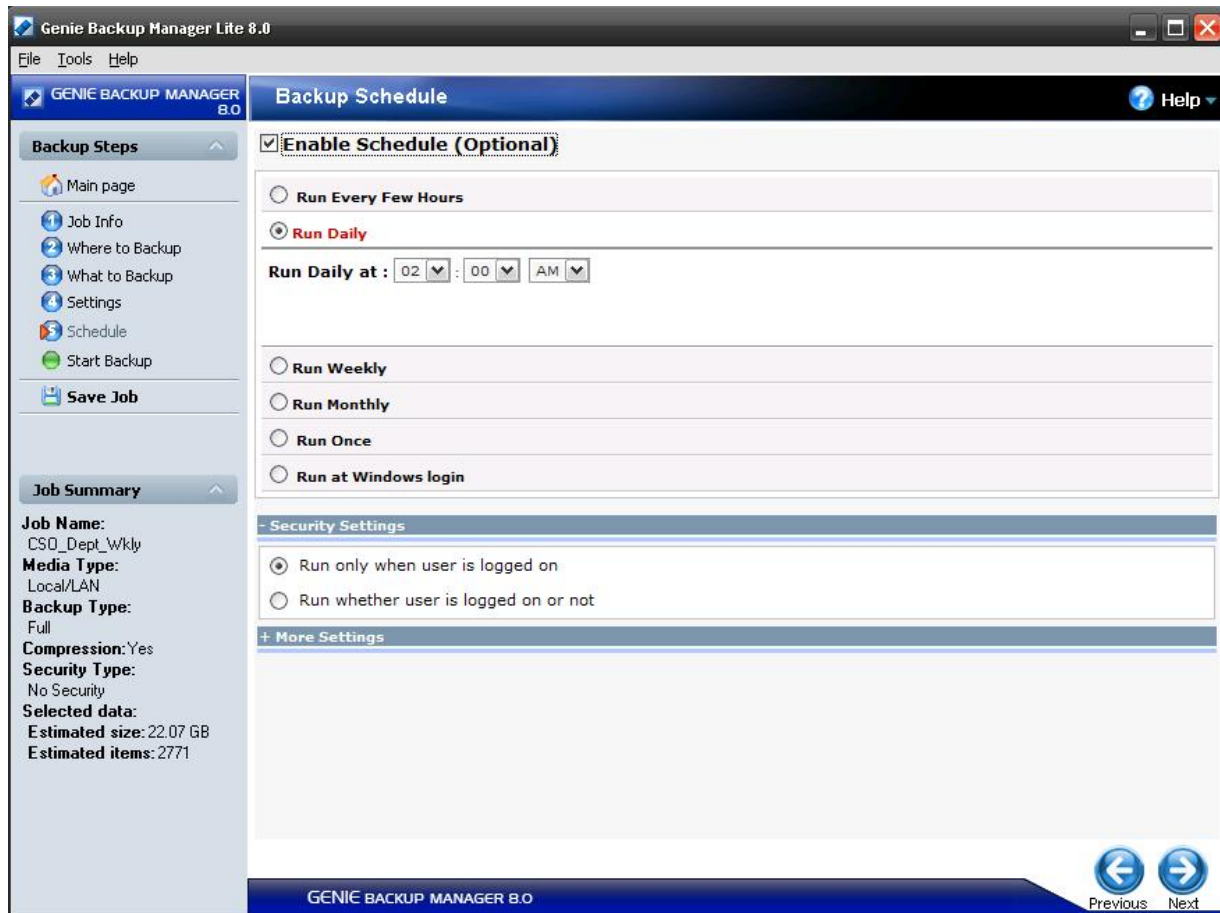 Genie Backup Manager Lite 8.0
File Tools Help
GENIE BACKUP MANAGER
8.0
Backup Schedule
Help
Backup Steps
Main page
1 Job Info
2 Where to Backup
3 What to Backup
4 Settings
5 Schedule
Start Backup
Save Job
Job Summary
Job Name:
CSO_Dept_Wkly
Media Type:
Local/LAN
Backup Type:
Full
Compression:Yes
Security Type:
No Security
Selected data:
Estimated size: 22.07 GB
Estimated items: 2771
Enable Schedule (Optional)
Run Every Few Hours
Run Daily
Run Daily at : 02 : 00 AM
Run Weekly
Run Monthly
Run Once
Run at Windows login
- Security Settings
Run only when user is logged on
Run whether user is logged on or not
+ More Settings
GENIE BACKUP MANAGER 8.0
Previous Next